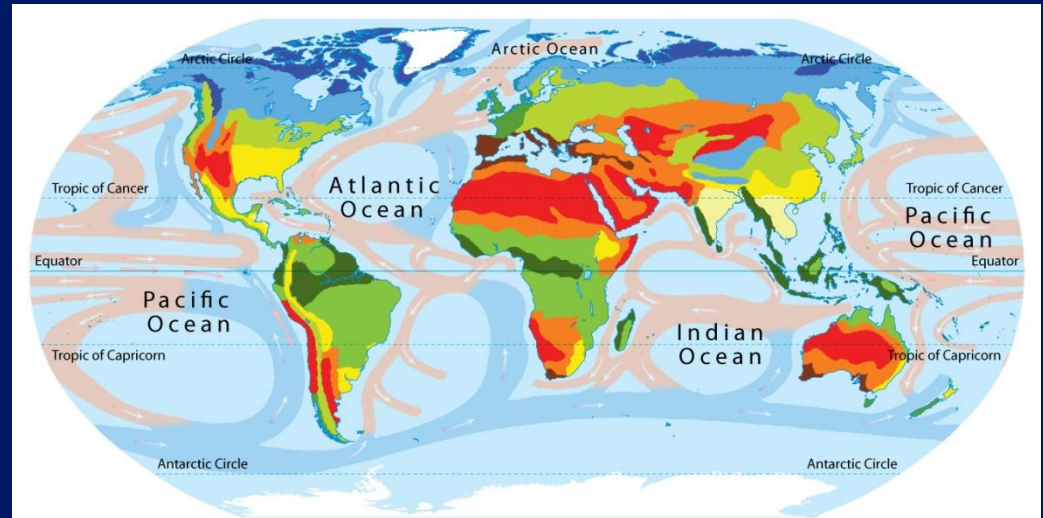 Arctic Ocean
Arctic Circle
Arctic Circle
Tropic of Cancer
Atlantic
Ocean
Tropic of Cancer
Pacific
Ocean
Equator
Equator
Pacific
Ocean
Indian
Ocean
Tropic of Capricorn
Tropic of Capricorn
Antarctic Circle
Antarctic Circle